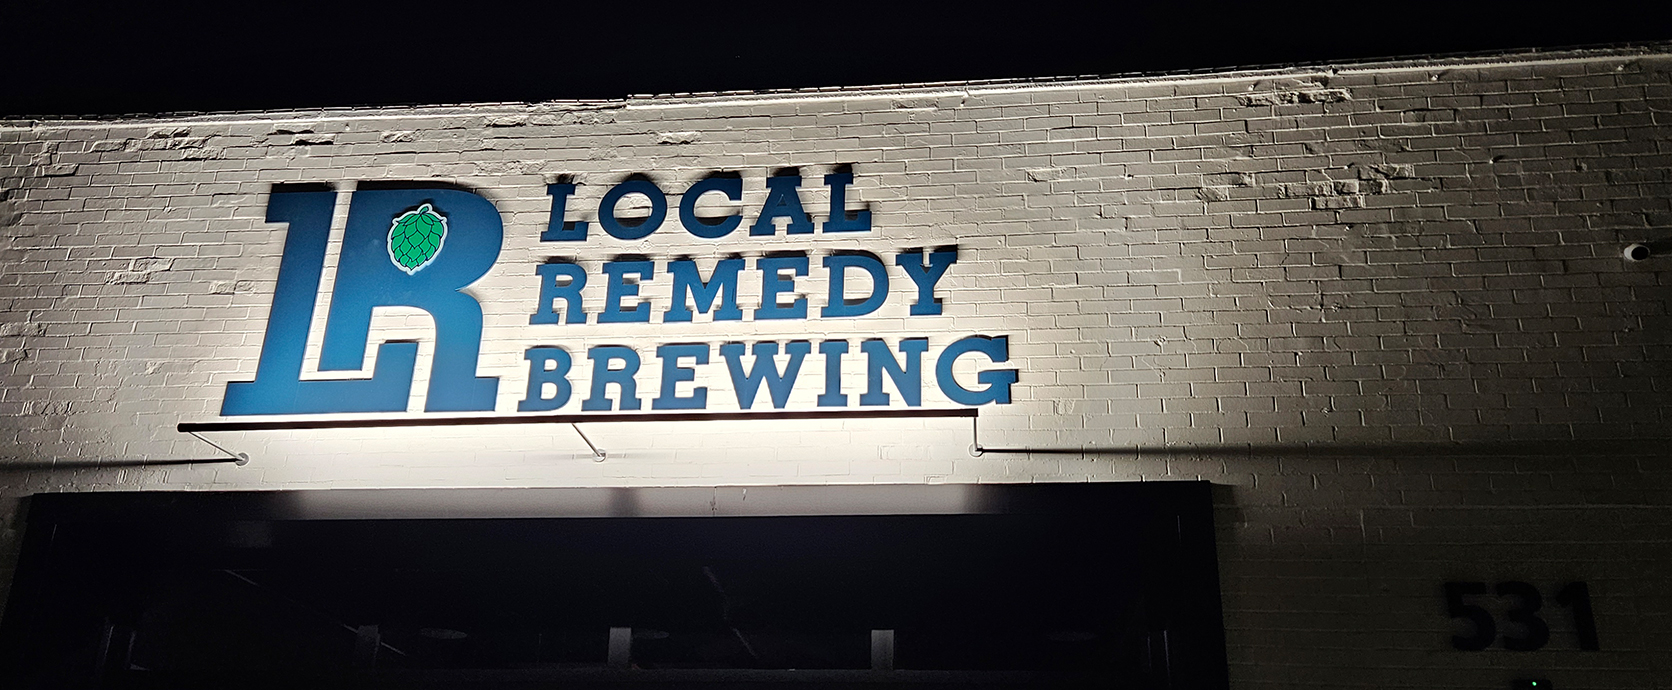 LR
LOCAL
REMEDY
BREWING
531